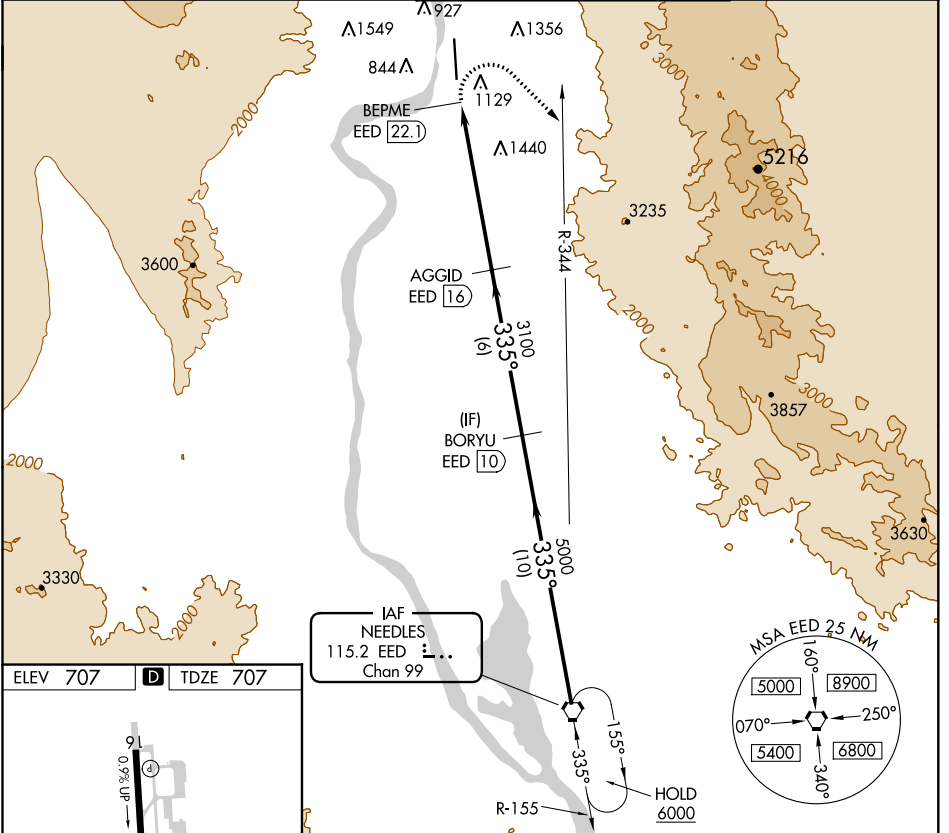 927
1549
1356
844
3000
1129
2000
BEPME
EED 22.1
1440
5216
4000
3235
R-344
3600
AGGID
EED 16
2000
3100
335°
(6)
3000
3857
(IF)
BORYU
EED 10
2000
3630
5000
335°
(10)
3330
2000
IAF
NEEDLES
115.2 EED
Chan 99
MSA EED 25 NM
160°
5000
8900
070°
250°
5400
6800
340°
ELEV 707
D
TDZE 707
16
P
0.9% UP
155°
335°
HOLD
6000
R-155